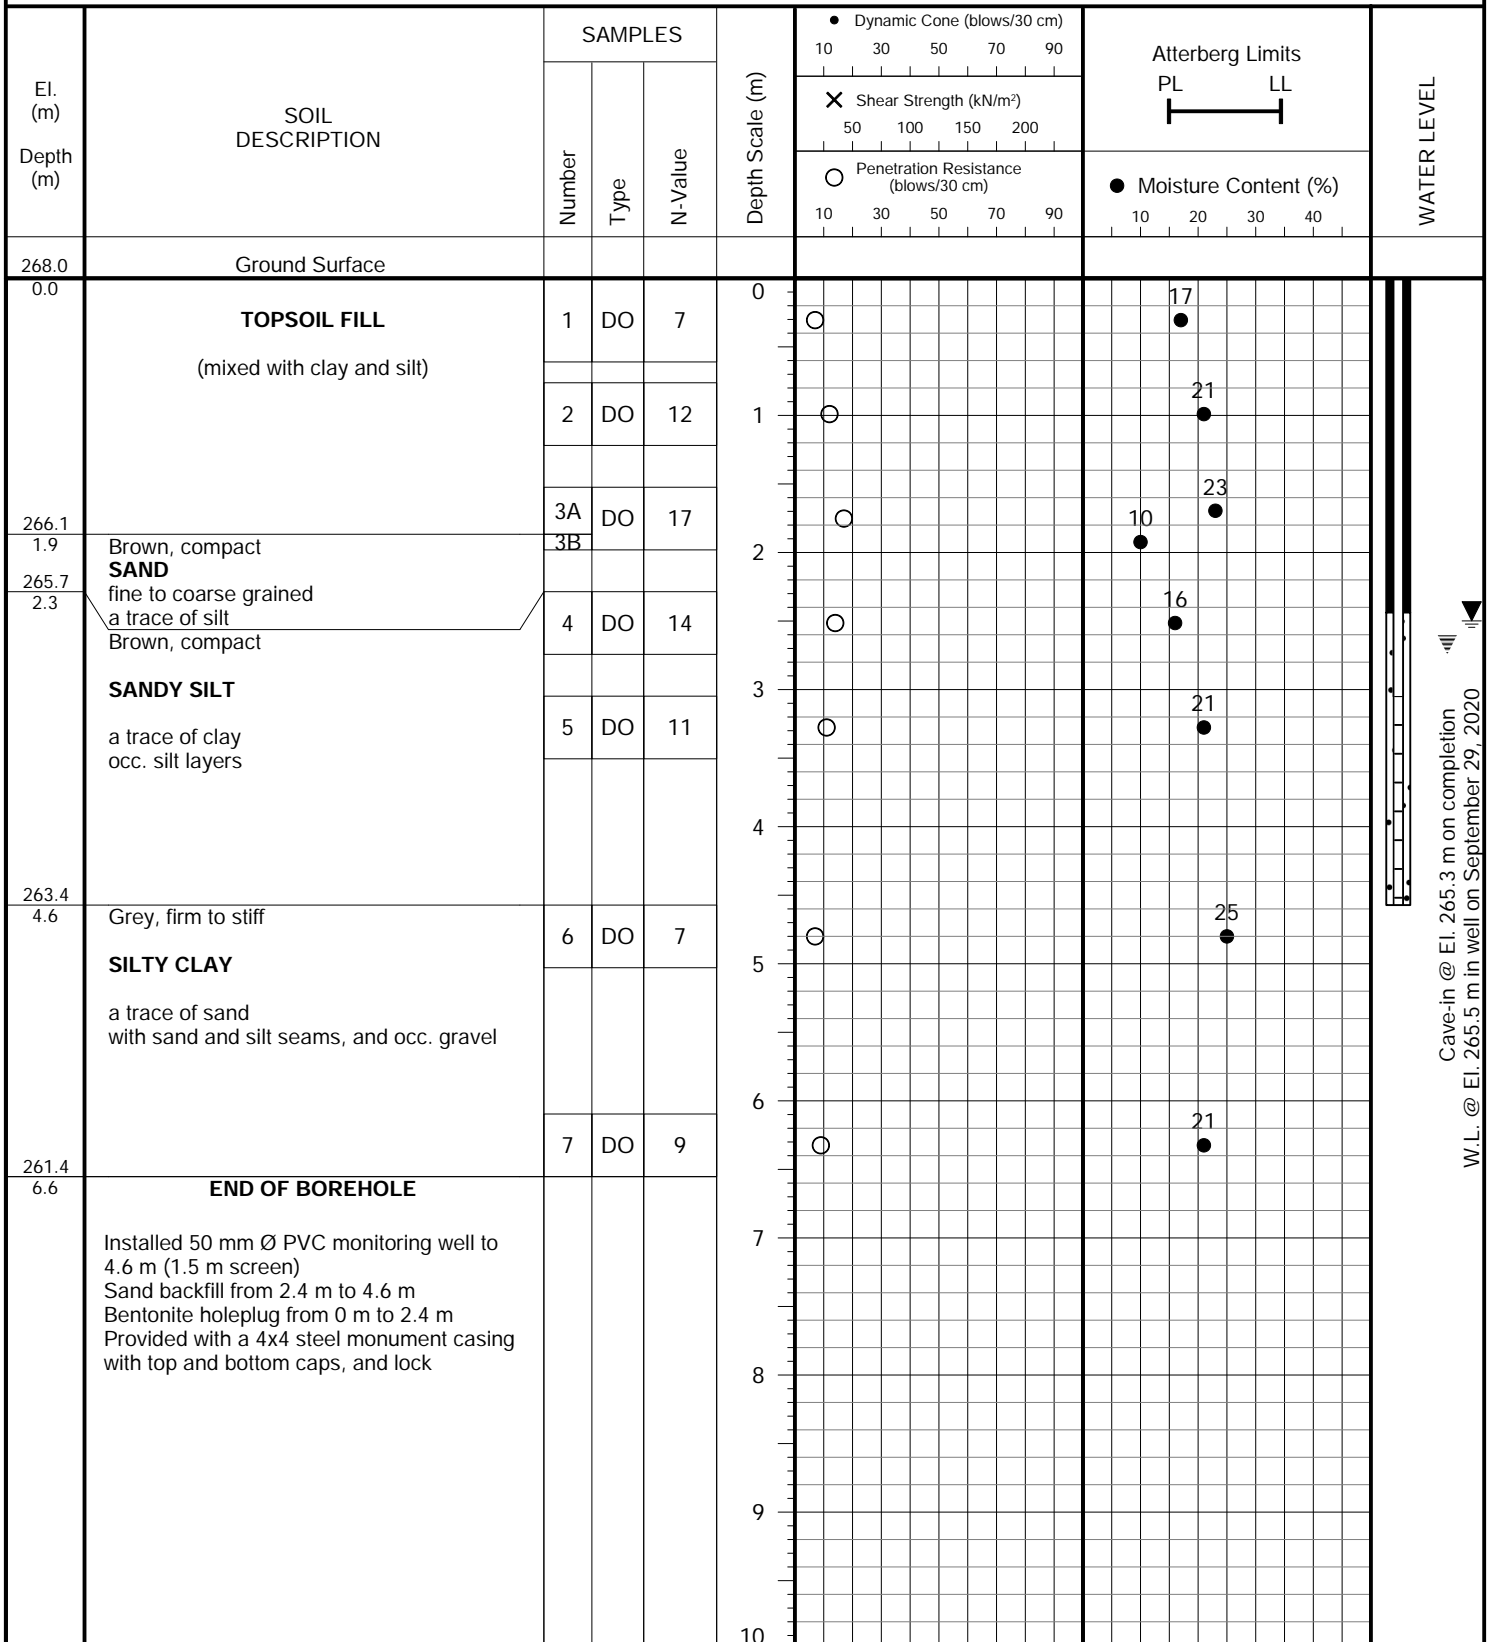 El.
(m)
Depth
(m)
SOIL
DESCRIPTION
SAMPLES
Number
Type
N-Value
Depth Scale (m)
Dynamic Cone (blows/30 cm)
10 30 50 70 90
Shear Strength (kN/m²)
50 100 150 200
Penetration Resistance
(blows/30 cm)
10 30 50 70 90
Atterberg Limits
PL LL
Moisture Content (%)
10 20 30 40
WATER LEVEL
268.0 Ground Surface
0.0
TOPSOIL FILL
(mixed with clay and silt)
1 DO 7
0
17
2 DO 12
1
21
3A DO 17
23
3B
10
266.1
1.9
Brown, compact
SAND
fine to coarse grained
a trace of silt
2
265.7
2.3
Brown, compact
SANDY SILT
a trace of clay
occ. silt layers
4 DO 14
16
3
5 DO 11
21
4
263.4
4.6
Grey, firm to stiff
SILTY CLAY
a trace of sand
with sand and silt seams, and occ. gravel
6 DO 7
25
5
6
7 DO 9
21
261.4
6.6
END OF BOREHOLE
Installed 50 mm Ø PVC monitoring well to
4.6 m (1.5 m screen)
Sand backfill from 2.4 m to 4.6 m
Bentonite holeplug from 0 m to 2.4 m
Provided with a 4x4 steel monument casing
with top and bottom caps, and lock
7
8
9
10
Cave-in @ El. 265.3 m on completion
W.L. @ El. 265.5 m in well on September 29, 2020